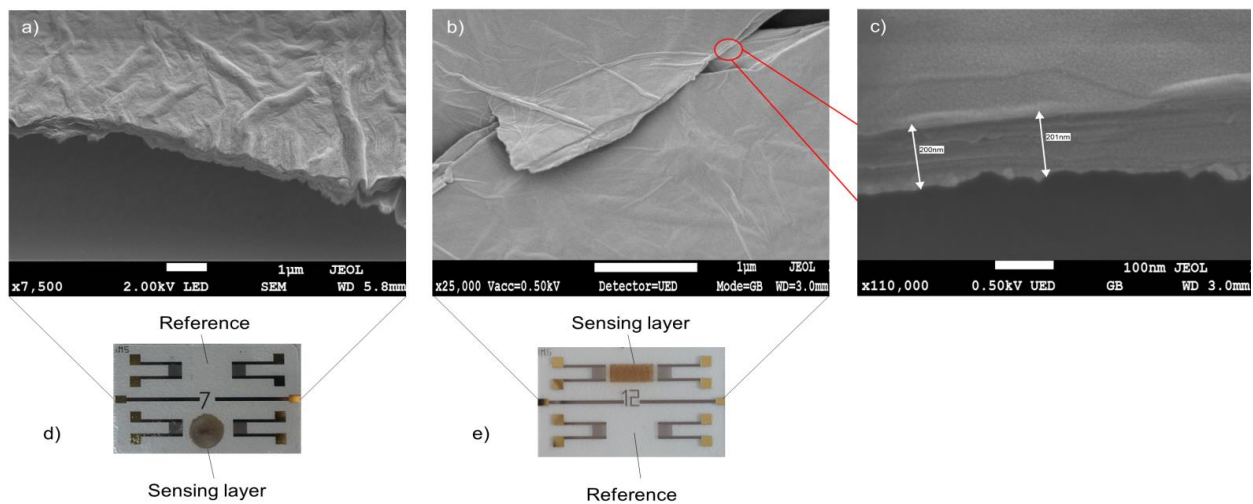 a)
1μm JEOL
x7,500 2.00kV LED SEM WD 5.8mm
b)
1μm JEOL
x25,000 Vacc=0.50kV Detector=UED Mode=GB WD=3.0mm
c)
200nm
201nm
100nm JEOL
x110,000 0.50kV UED GB WD 3.0mm
Reference
7
d)
Sensing layer
Sensing layer
12
e)
Reference